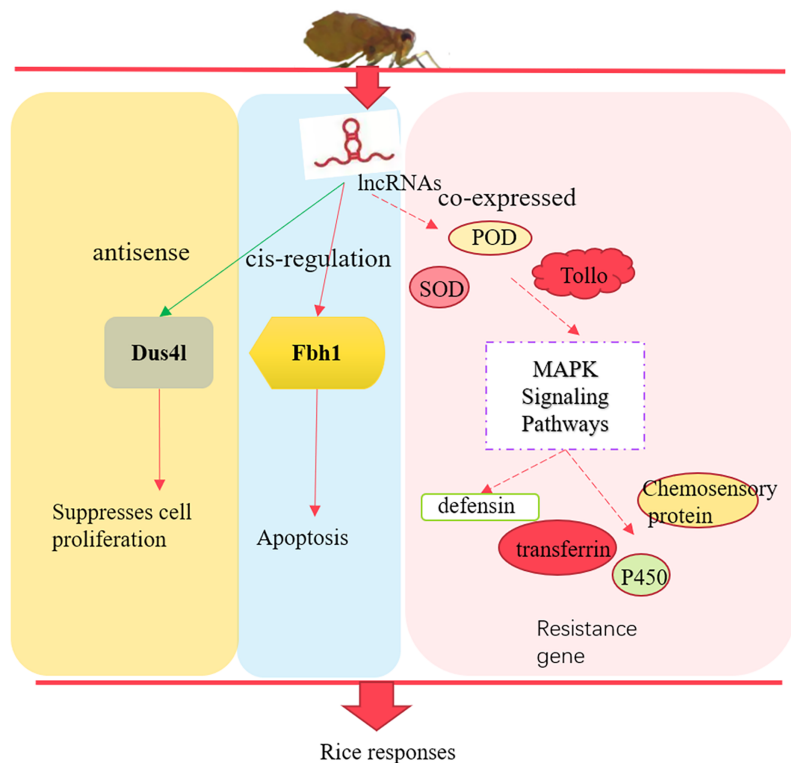 lncRNAs
co-expressed
POD
antisense
cis-regulation
Tollo
SOD
Dus4l
Fbh1
MAPK
Signaling
Pathways
Chemosensory
protein
defensin
Suppresses cell
proliferation
Apoptosis
transferrin
P450
Resistance
gene
Rice responses